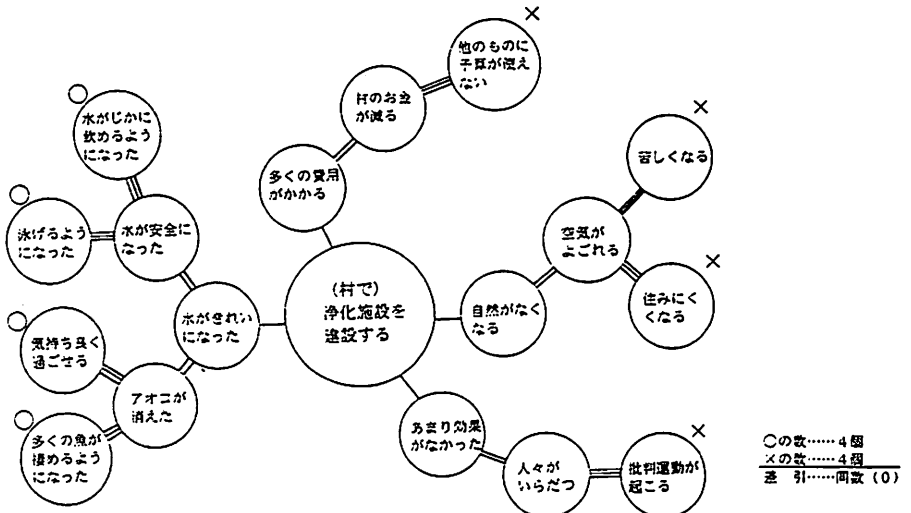 ×
他のものに
予算が使え
ない
村のお金
が減る
多くの費用
がかかる
○
水がじかに
飲めるよう
になった
○
泳げるよう
になった
水が安全に
なった
水がきれい
になった
○
気持ち良く
過ごせる
アオコが
消えた
○
多くの魚が
棲めるよう
になった
(村で)
浄化施設を
建設する
×
苦しくなる
空気が
よごれる
×
住みにく
くなる
自然がなく
なる
あまり効果
がなかった
人々が
いらだつ
×
批判運動が
起こる
○の数……4個
×の数……4個
差 引……同数 (0)